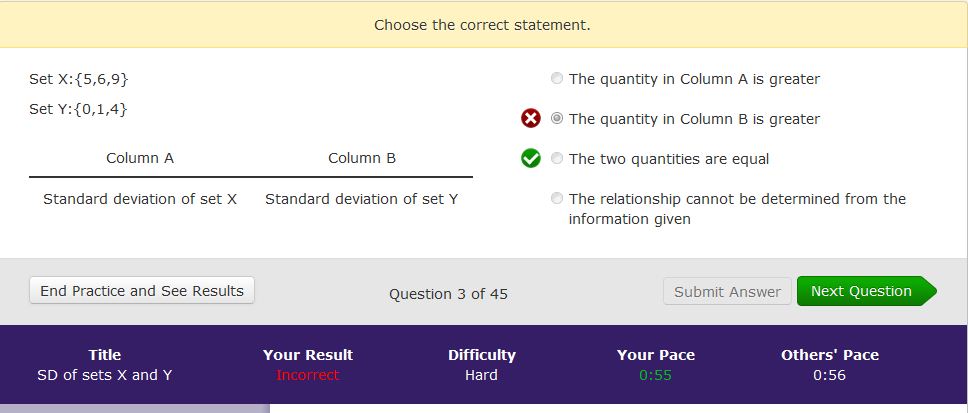 Choose the correct statement.
Set X:{5,6,9}
Set Y:{0,1,4}
Column A Column B
Standard deviation of set X Standard deviation of set Y
The quantity in Column A is greater
The quantity in Column B is greater
The two quantities are equal
The relationship cannot be determined from the
information given
End Practice and See Results Question 3 of 45 Submit Answer Next Question
Title Your Result Difficulty Your Pace Others' Pace
SD of sets X and Y Incorrect Hard 0:55 0:56